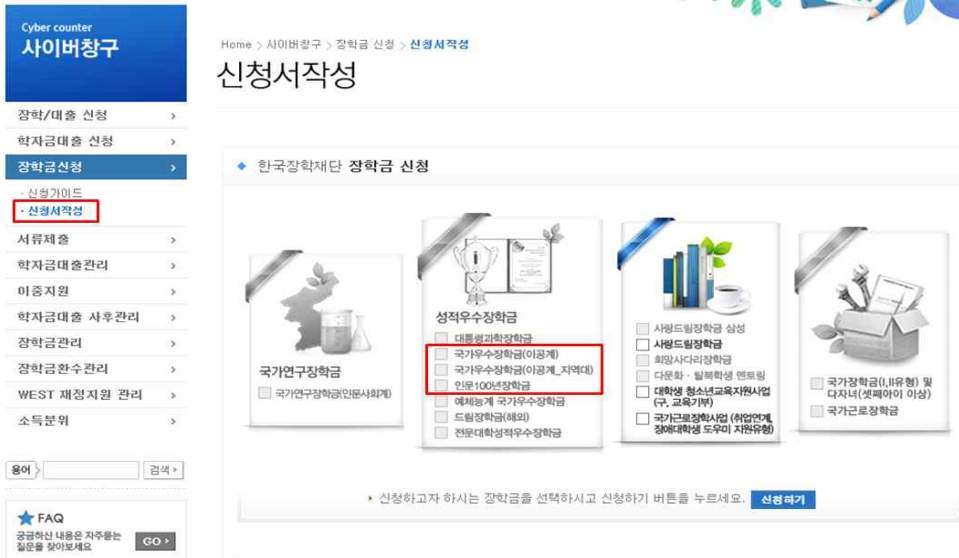 Cyber counter
사이버창구
장학/대출 신청
학자금대출 신청
장학금신청
· 신청가이드
· 신청서작성
서류제출
학자금대출관리
이중지원
학자금대출 사후관리
장학금관리
장학금환수관리
WEST 재정지원 관리
소득분위
용어
검색
FAQ
궁금하신 내용은 자주묻는
질문을 찾아보세요
GO
Home > 사이버창구 > 장학금 신청 > 신청서작성
신청서작성
한국장학재단 장학금 신청
국가연구장학금
국가연구장학금(인문사회계)
성적우수장학금
대통령과학장학금
국가우수장학금(이공계)
국가우수장학금(이공계_지역대)
인문100년장학금
예체능계 국가우수장학금
드림장학금(해외)
전문대학성적우수장학금
사랑드림장학금 삼성
사랑드림장학금
희망사다리장학금
다문화 · 탈북학생 멘토링
대학생 청소년교육지원사업
(구, 교육기부)
국가근로장학사업 (취업연계,
장애대학생 도우미 지원유형)
국가장학금(I,II유형) 및
다자녀(셋째아이 이상)
국가근로장학금
신청하고자 하시는 장학금을 선택하시고 신청하기 버튼을 누르세요.
신청하기